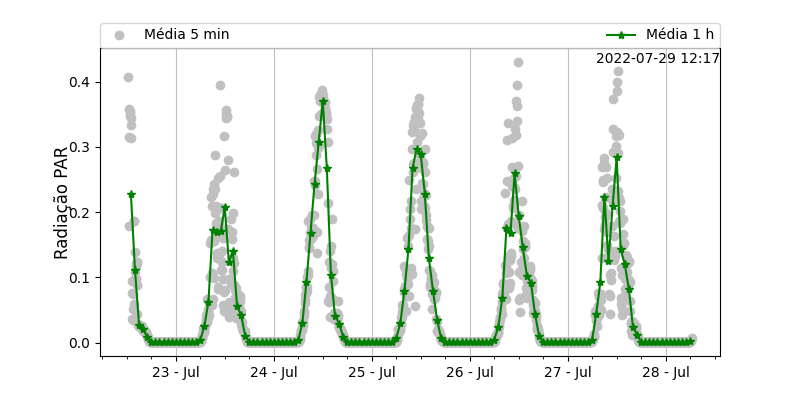 Média 5 min
Média 1 h
2022-07-29 12:17
Radiação PAR
0.4
0.3
0.2
0.1
0.0
23 - Jul
24 - Jul
25 - Jul
26 - Jul
27 - Jul
28 - Jul